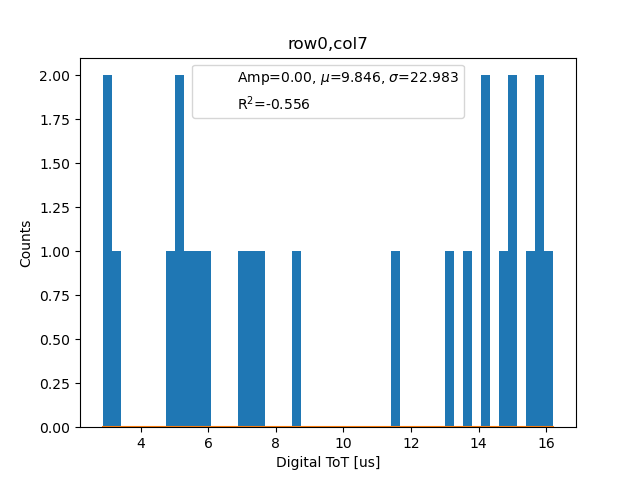 row0,col7
Amp=0.00, μ=9.846, σ=22.983
R²=-0.556
2.00
1.75
1.50
1.25
1.00
0.75
0.50
0.25
0.00
Counts
4 6 8 10 12 14 16
Digital ToT [us]